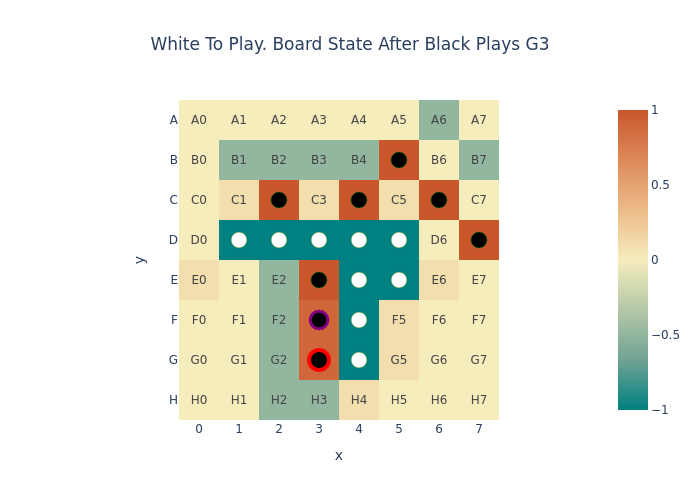 White To Play. Board State After Black Plays G3
A A0 A1 A2 A3 A4 A5 A6 A7
B B0 B1 B2 B3 B4 B6 B7
C C0 C1 C3 C5 C7
D D0 D6
E E0 E1 E2 E6 E7
F F0 F1 F2 F5 F6 F7
G G0 G1 G2 G5 G6 G7
H H0 H1 H2 H3 H4 H5 H6 H7
0 1 2 3 4 5 6 7
x
y
1
0.5
0
−0.5
−1